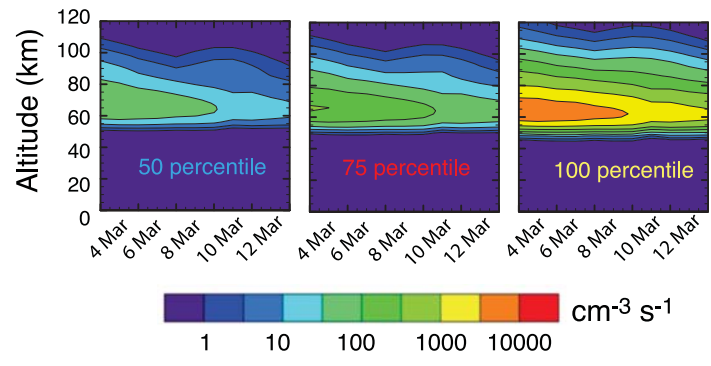 Altitude (km)
120
100
80
60
40
20
0
50 percentile
75 percentile
100 percentile
4 Mar
6 Mar
8 Mar
10 Mar
12 Mar
4 Mar
6 Mar
8 Mar
10 Mar
12 Mar
4 Mar
6 Mar
8 Mar
10 Mar
12 Mar
1 10 100 1000 10000
cm⁻³ s⁻¹